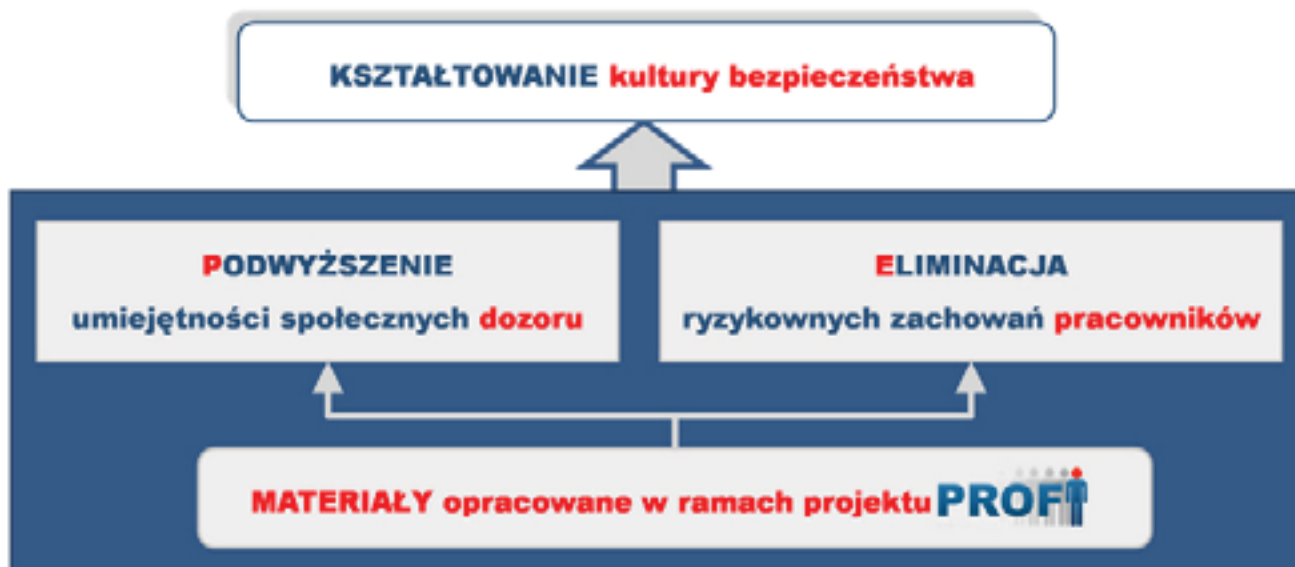 KSZTAŁTOWANIE kultury bezpieczeństwa
PODWYŻSZENIE
umiejętności społecznych dozoru
ELIMINACJA
ryzykownych zachowań pracowników
MATERIAŁY opracowane w ramach projektu PROFI